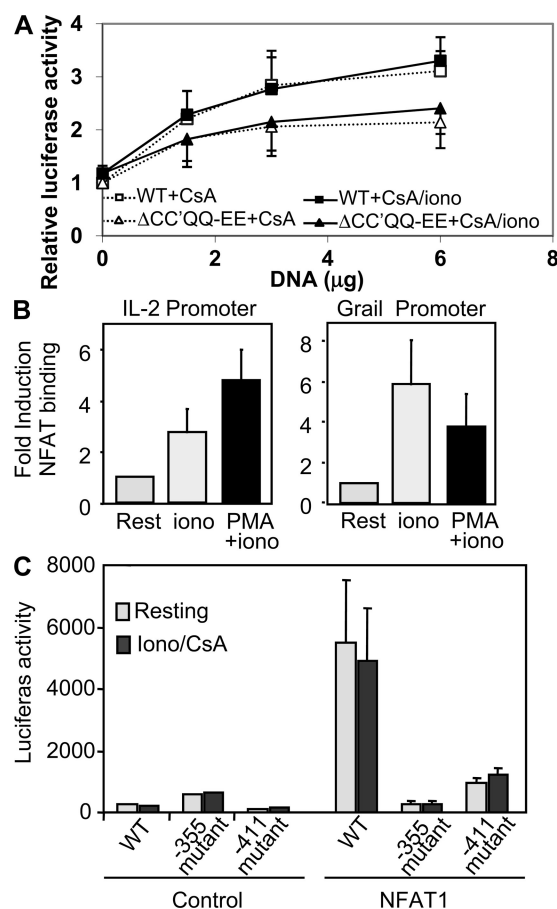 A
Relative luciferase activity
4
3
2
1
0
WT+CsA
WT+CsA/iono
ΔCC'QQ-EE+CsA
ΔCC'QQ-EE+CsA/iono
0 2 4 6 8
DNA (μg)
B
IL-2 Promoter
Grail Promoter
Fold Induction
NFAT binding
6
4
2
0
Rest iono PMA
+iono
8
6
4
2
0
Rest iono PMA
+iono
C
Luciferas activity
8000
6000
4000
2000
0
Resting
Iono/CsA
WT
-355
mutant
-411
mutant
WT
-355
mutant
-411
mutant
Control
NFAT1